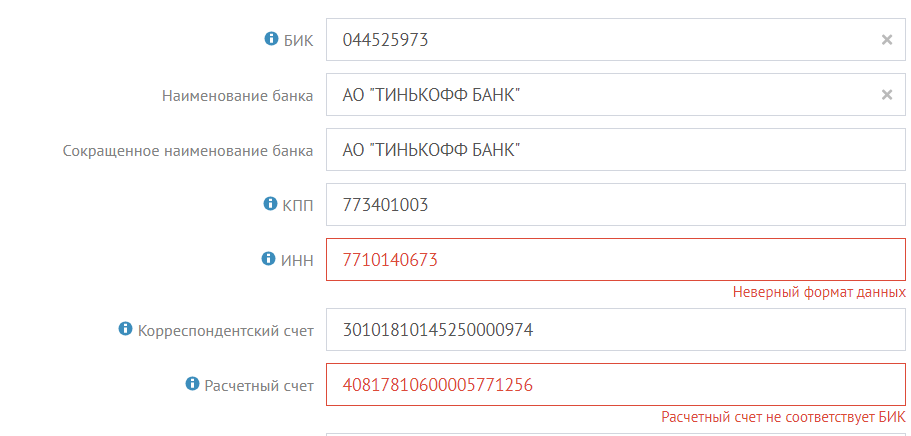 БИК 044525973
Наименование банка АО "ТИНЬКОФФ БАНК"
Сокращенное наименование банка АО "ТИНЬКОФФ БАНК"
КПП 773401003
ИНН 7710140673
Неверный формат данных
Корреспондентский счет 30101810145250000974
Расчетный счет 40817810600005771256
Расчетный счет не соответствует БИК